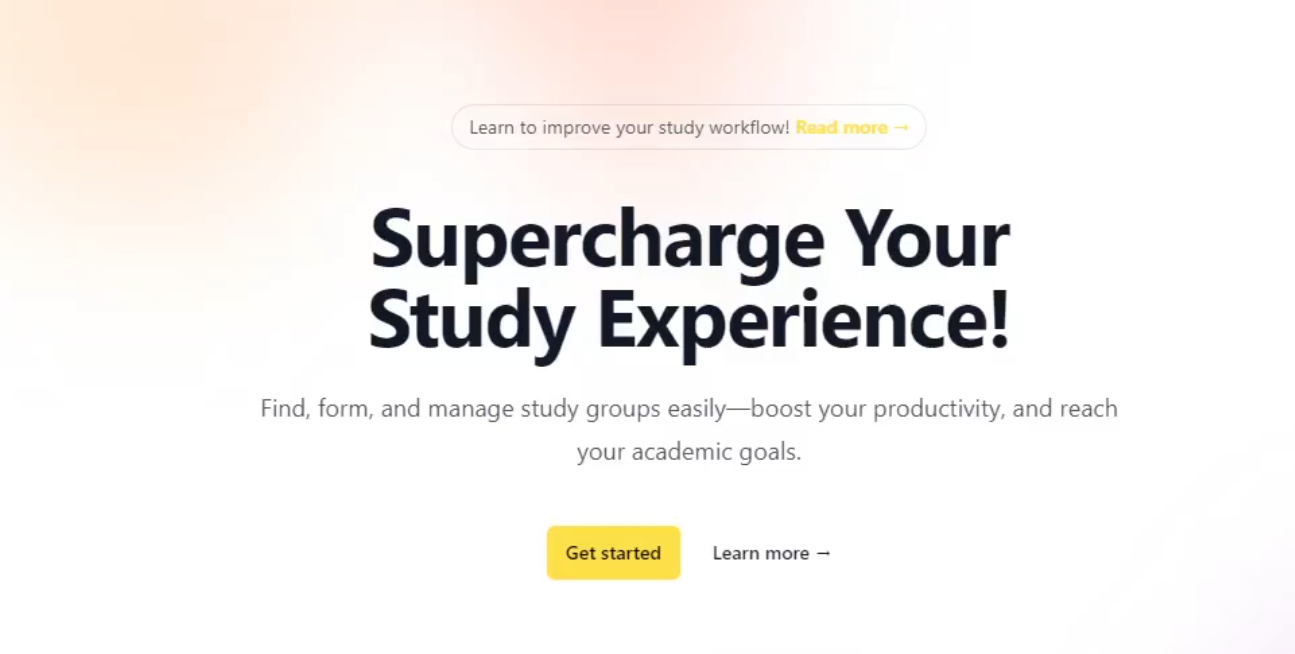 Learn to improve your study workflow! Read more →
Supercharge Your
Study Experience!
Find, form, and manage study groups easily—boost your productivity, and reach
your academic goals.
Get started
Learn more →